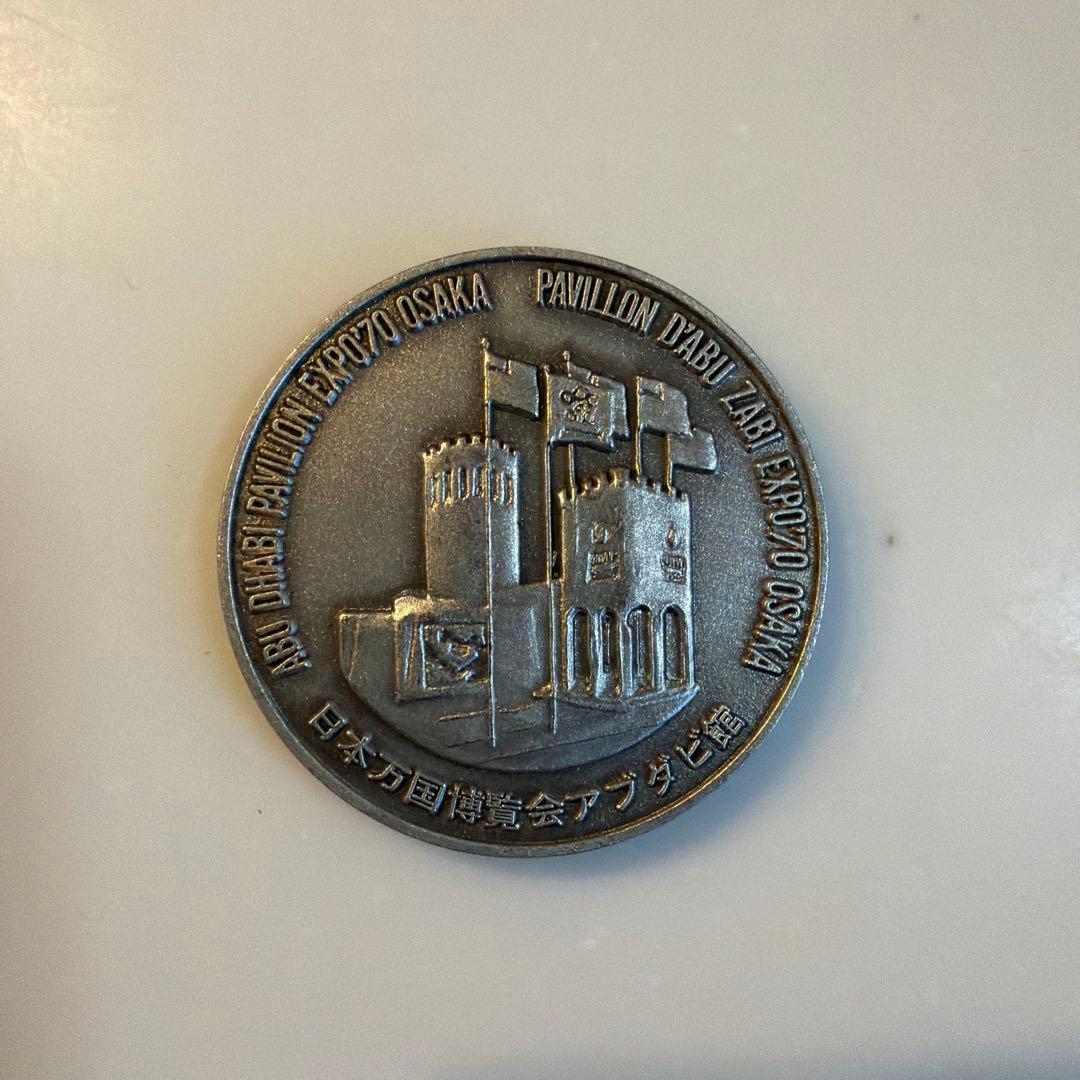 ABU DHABI PAVILION EXPO'70 OSAKA
PAVILLON D'ABU ZABI EXPO'70 OSAKA
日本万国博覧会アブダビ館